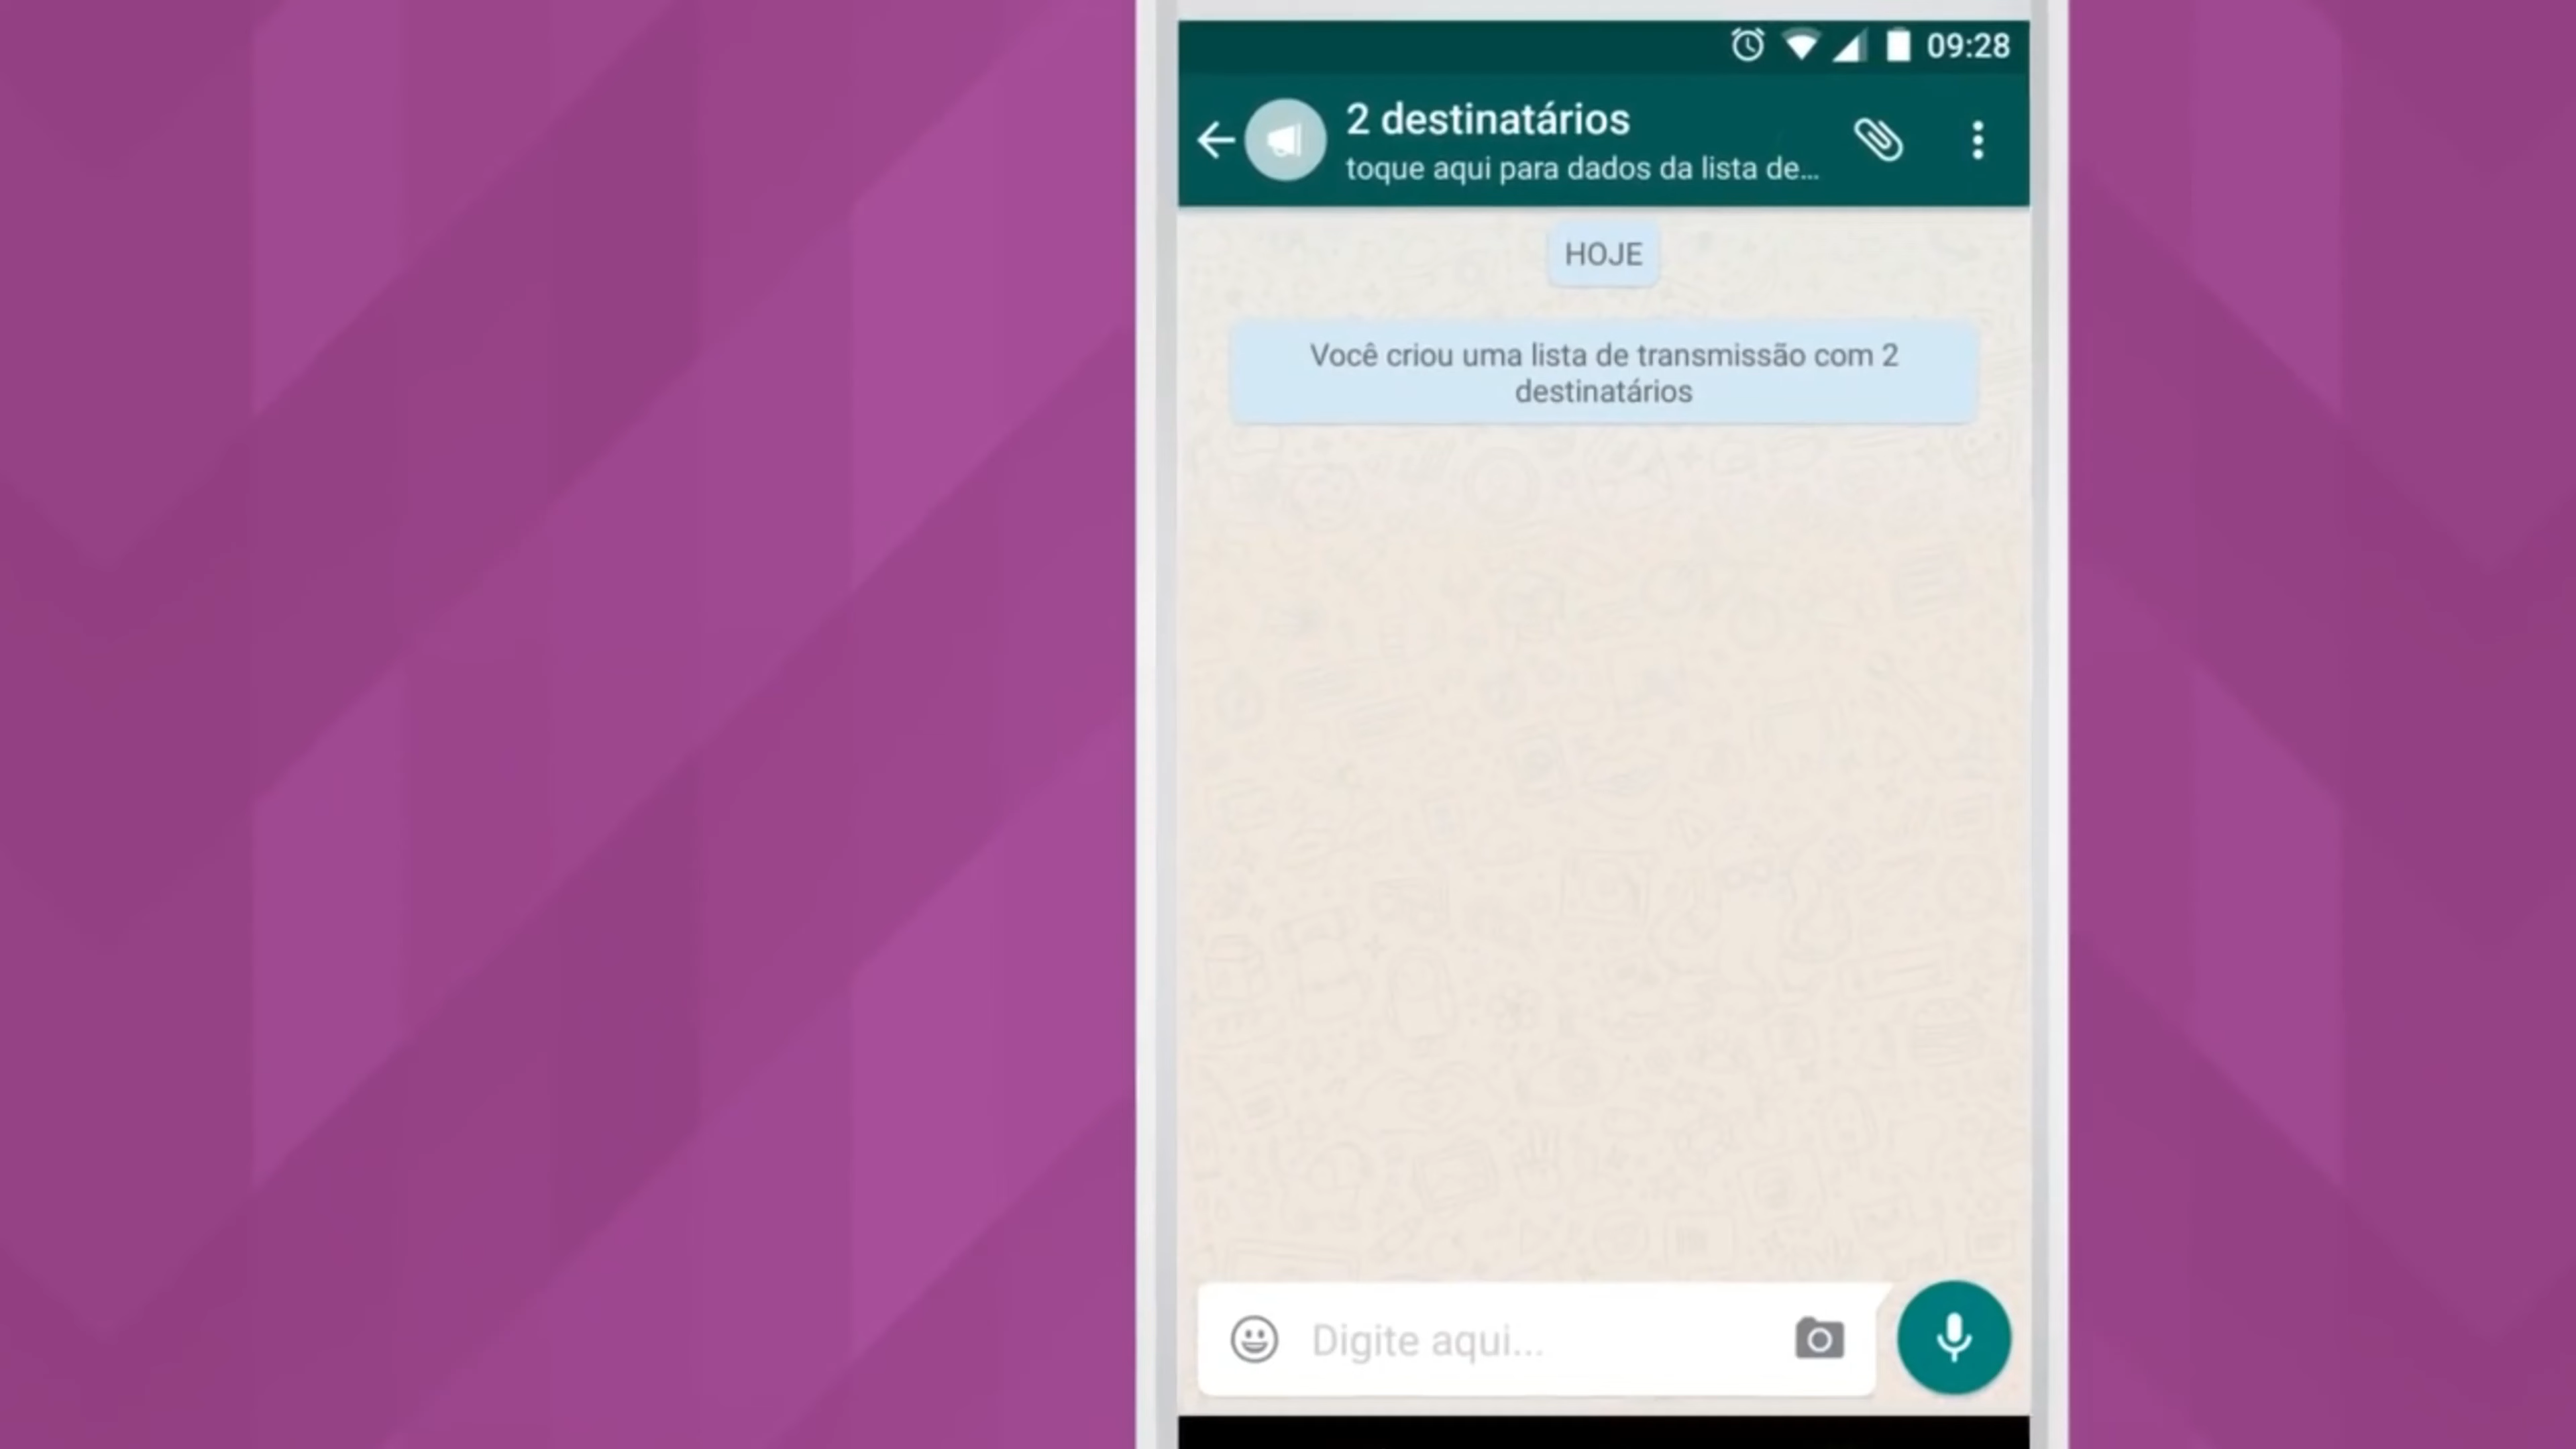 09:28
2 destinatários
toque aqui para dados da lista de...
HOJE
Você criou uma lista de transmissão com 2
destinatários
Digite aqui...